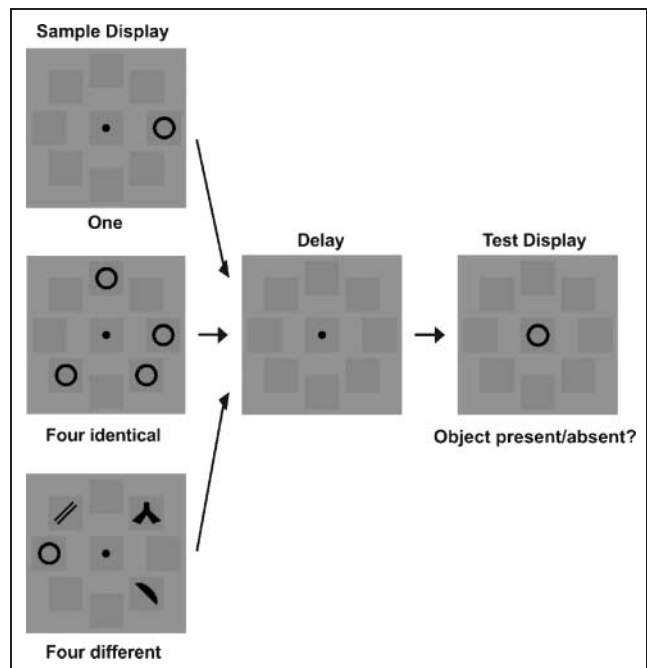 Sample Display
One
Delay
Test Display
Four identical
Object present/absent?
Four different